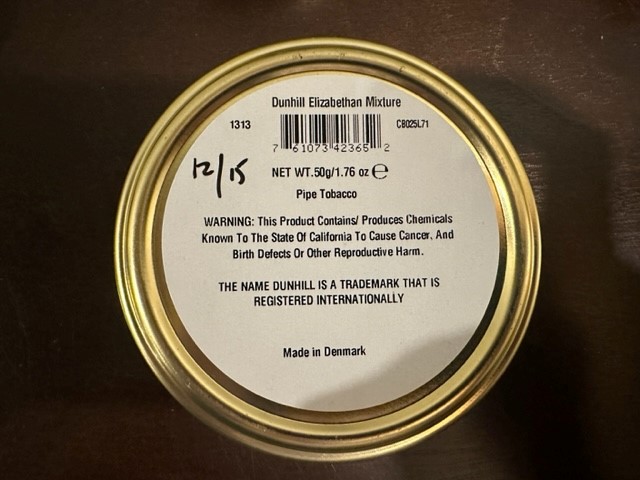 Dunhill Elizabethan Mixture
1313
CB025L71
7 61073 42365 2
12/15
NET WT.50g/1.76 oz ℮
Pipe Tobacco
WARNING: This Product Contains/ Produces Chemicals
Known To The State Of California To Cause Cancer, And
Birth Defects Or Other Reproductive Harm.
THE NAME DUNHILL IS A TRADEMARK THAT IS
REGISTERED INTERNATIONALLY
Made in Denmark